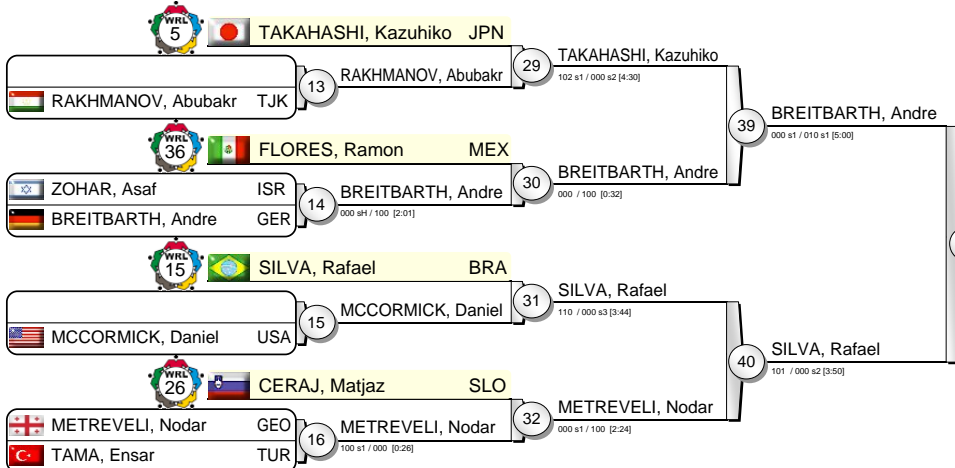 WRL
5
TAKAHASHI, Kazuhiko JPN
RAKHMANOV, Abubakr TJK
13
RAKHMANOV, Abubakr
29
TAKAHASHI, Kazuhiko
102 s1 / 000 s2 [4:30]
WRL
36
FLORES, Ramon MEX
ZOHAR, Asaf ISR
BREITBARTH, Andre GER
14
BREITBARTH, Andre
000 sH / 100 [2:01]
30
BREITBARTH, Andre
000 / 100 [0:32]
39
BREITBARTH, Andre
000 s1 / 010 s1 [5:00]
WRL
15
SILVA, Rafael BRA
MCCORMICK, Daniel USA
15
MCCORMICK, Daniel
31
SILVA, Rafael
110 / 000 s3 [3:44]
WRL
26
CERAJ, Matjaz SLO
METREVELI, Nodar GEO
TAMA, Ensar TUR
16
METREVELI, Nodar
100 s1 / 000 [0:26]
32
METREVELI, Nodar
000 s1 / 100 [2:24]
40
SILVA, Rafael
101 / 000 s2 [3:50]